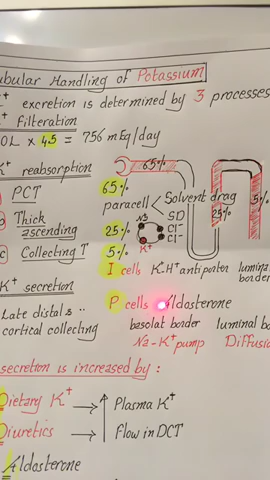 ubular Handling of Potassium
K⁺ excretion is determined by 3 processes
K⁺ Filteration
OL x 4.5 = 756 mEq/day
K⁺ reabsorption
65%
PCT
65%
paracell
Solvent drag
SD
b Thick ascending
25%
Na
Cl⁻
Cl⁻
K⁺
25%
5%
c Collecting T
5%
I cells K-H⁺ antiporter lumina
border
K⁺ secretion
P cells Aldosterone
Late distal &
cortical collecting
basolat border luminal bo
Na-K⁺ pump Diffusi
secretion is increased by :
Dietary K⁺ → Plasma K⁺
Diuretics → Flow in DCT
Aldosterone